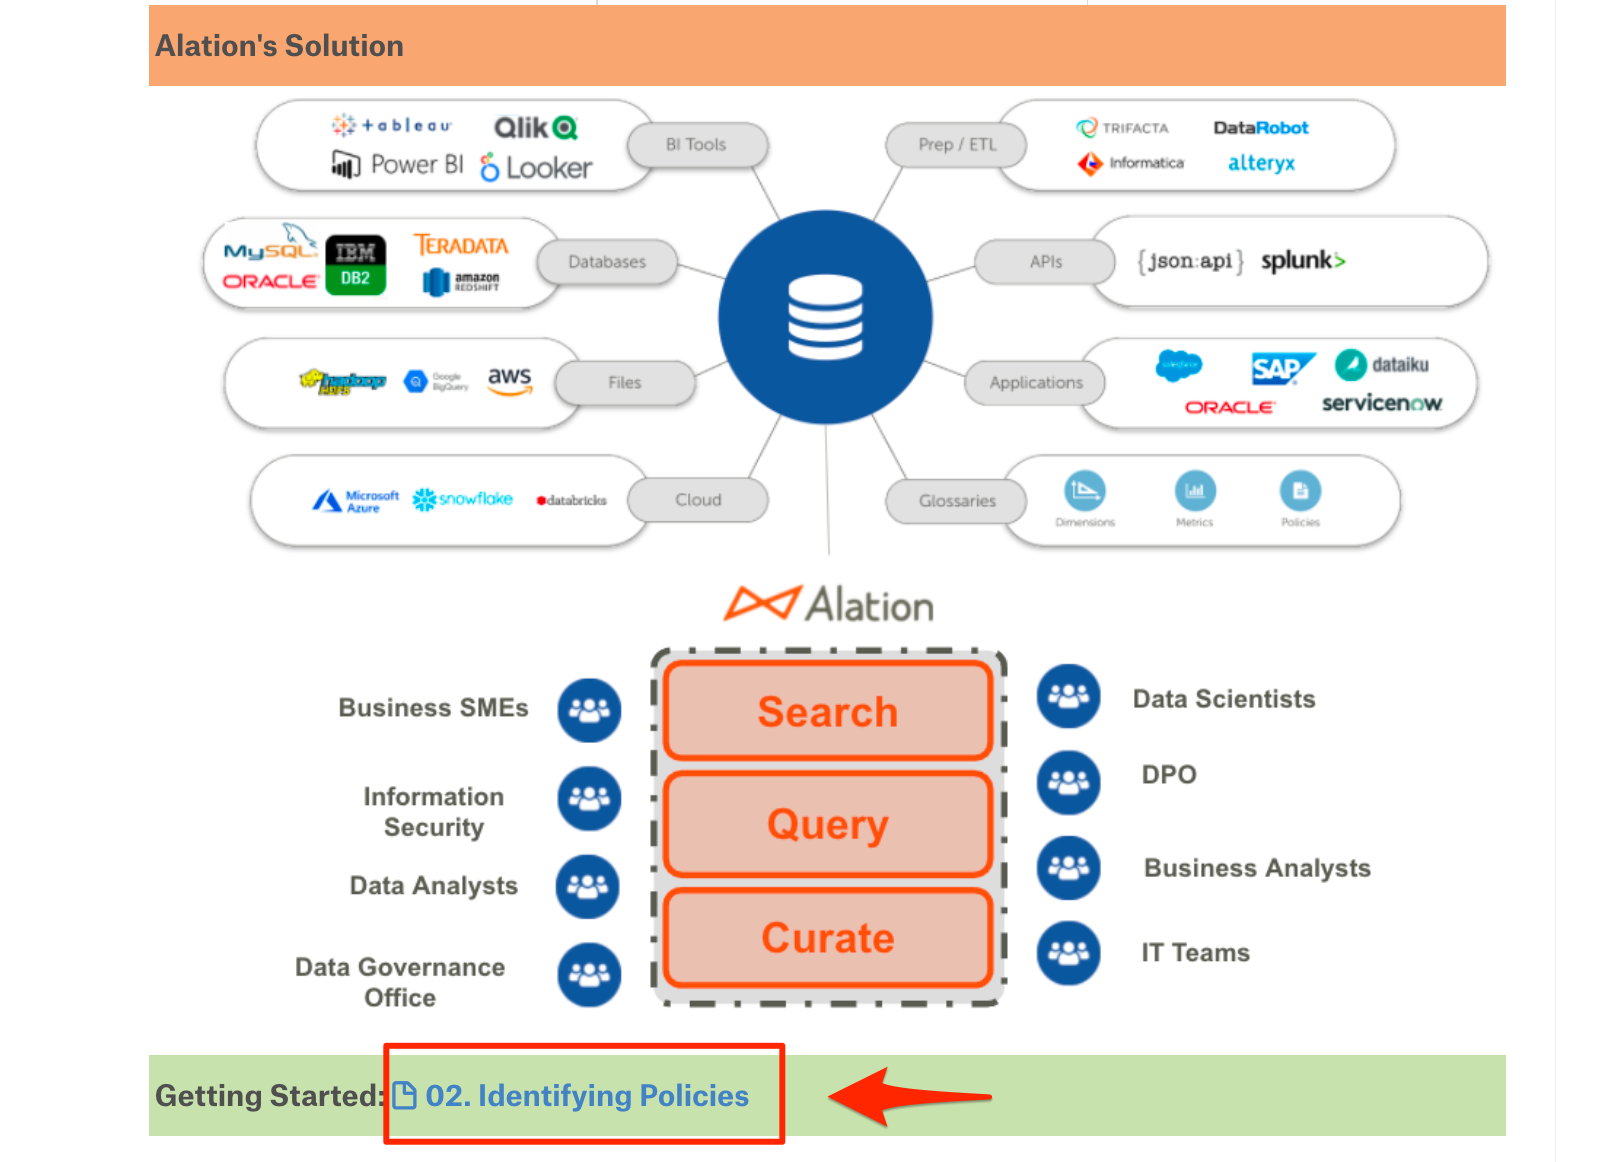 Alation's Solution
+ableau
Qlik
Power BI
Looker
BI Tools
Prep / ETL
TRIFACTA
DataRobot
Informatica
alteryx
MySQL
IBM
DB2
TERADATA
ORACLE
amazon
REDSHIFT
Databases
APIs
{json:api}
splunk>
hadoop
Google
BigQuery
aws
Files
Applications
salesforce
SAP
dataiku
ORACLE
servicenow
Microsoft
Azure
snowflake
databricks
Cloud
Glossaries
Dimensions
Metrics
Policies
Alation
Search
Query
Curate
Business SMEs
Information
Security
Data Analysts
Data Governance
Office
Data Scientists
DPO
Business Analysts
IT Teams
Getting Started: 02. Identifying Policies